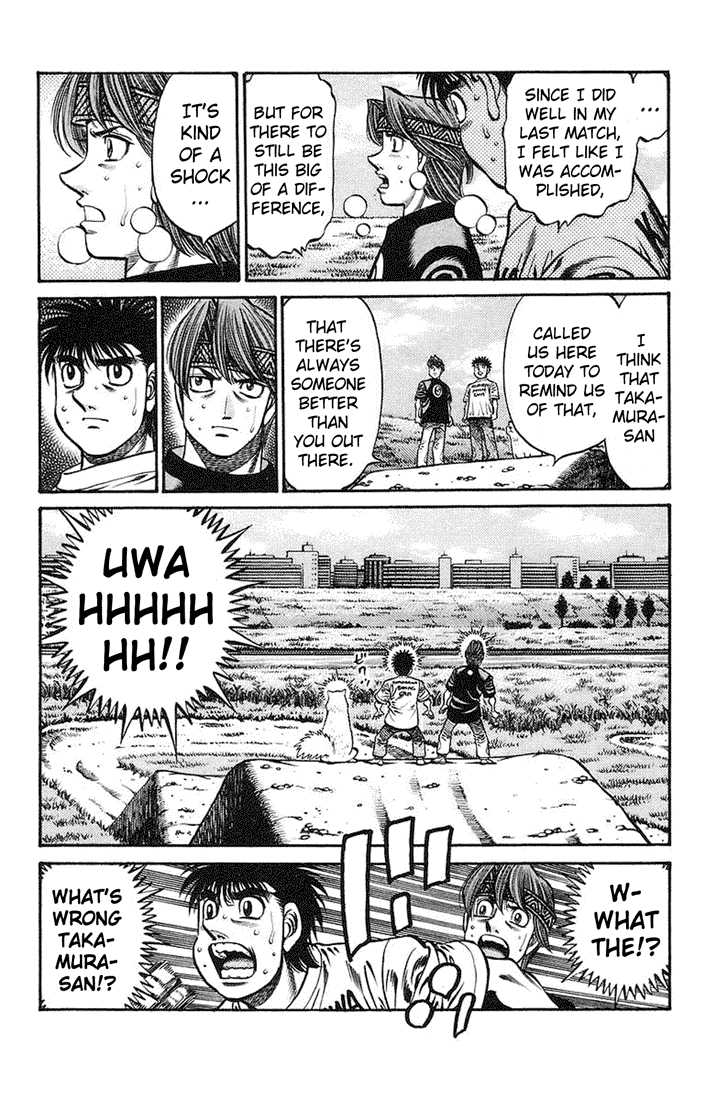 ...
SINCE I DID
WELL IN MY
LAST MATCH,
I FELT LIKE I
WAS ACCOM-
PLISHED,
BUT FOR
THERE TO
STILL BE
THIS BIG
OF A DIF-
FERENCE,
IT'S
KIND
OF A
SHOCK
...
I
THINK
THAT
TAKA-
MURA-
SAN
CALLED
US HERE
TODAY TO
REMIND US
OF THAT,
THAT
THERE'S
ALWAYS
SOMEONE
BETTER
THAN
YOU OUT
THERE.
UWA
HHHHH
HH!!
W-
WHAT
THE!?
WHAT'S
WRONG
TAKA-
MURA-
SAN!?